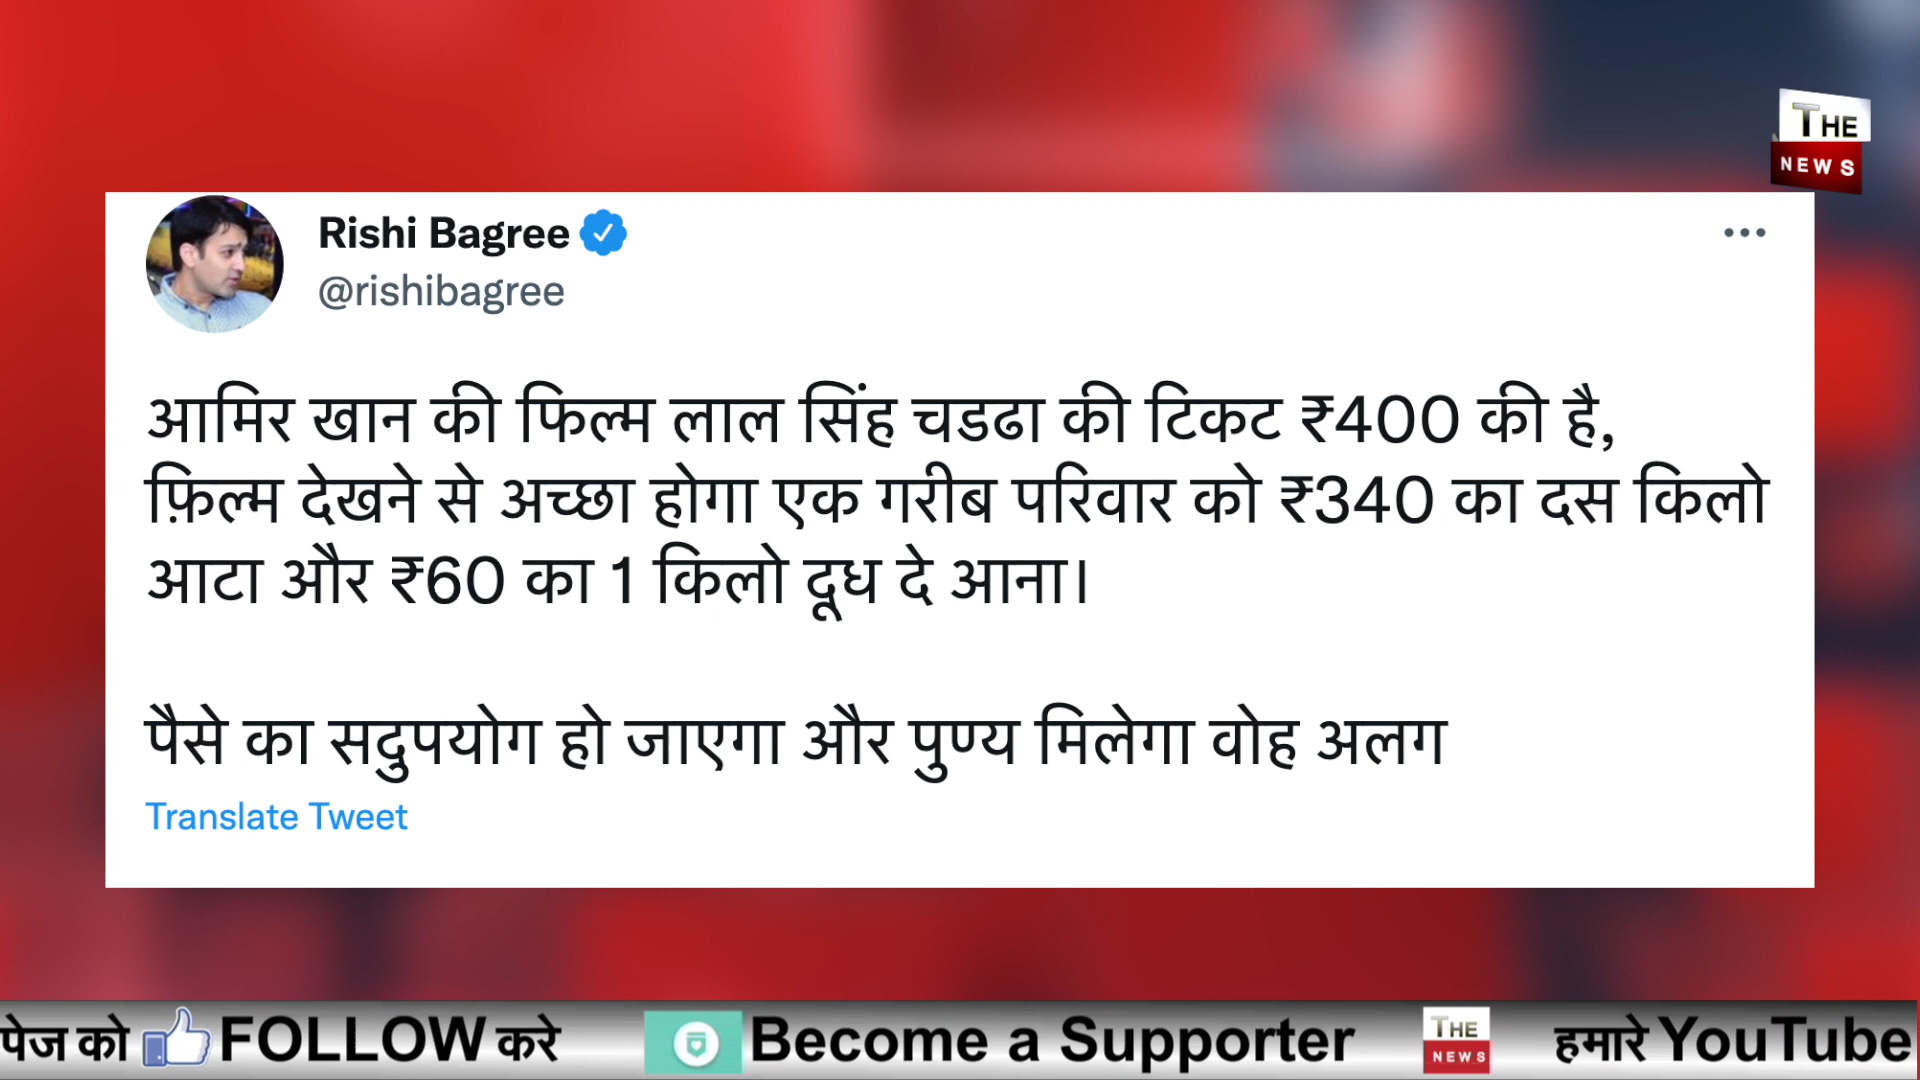 THE
NEWS
Rishi Bagree
@rishibagree
आमिर खान की फिल्म लाल सिंह चडढा की टिकट ₹400 की है,
फ़िल्म देखने से अच्छा होगा एक गरीब परिवार को ₹340 का दस किलो
आटा और ₹60 का 1 किलो दूध दे आना।
पैसे का सदुपयोग हो जाएगा और पुण्य मिलेगा वोह अलग
Translate Tweet
पेज को FOLLOW करे Become a Supporter THE NEWS हमारे YouTube